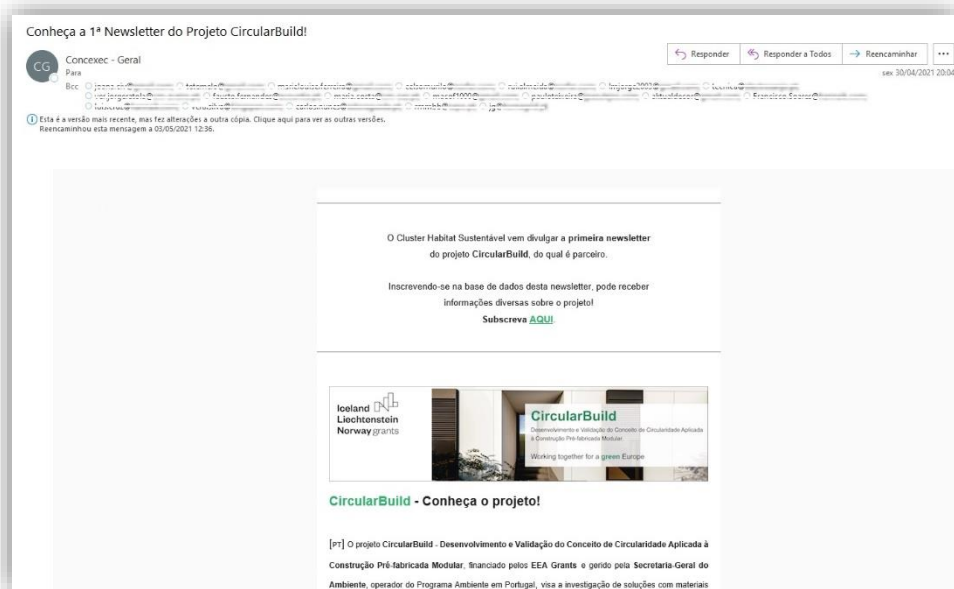 Conheça a 1ª Newsletter do Projeto CircularBuild!
CG
Concexec - Geral
Para
Bcc
Responder
Responder a Todos
Reencaminhar
sex 30/04/2021 20:04
Esta é a versão mais recente, mas fez alterações a outra cópia. Clique aqui para ver as outras versões.
Reencaminhou esta mensagem a 03/05/2021 12:36.
O Cluster Habitat Sustentável vem divulgar a primeira newsletter
do projeto CircularBuild, do qual é parceiro.
Inscrevendo-se na base de dados desta newsletter, pode receber
informações diversas sobre o projeto!
Subscreva AQUI.
Iceland
Liechtenstein
Norway grants
CircularBuild
Desenvolvimento e Validação do Conceito de Circularidade Aplicada
à Construção Pré-fabricada Modular
Working together for a green Europe
CircularBuild - Conheça o projeto!
[PT] O projeto CircularBuild - Desenvolvimento e Validação do Conceito de Circularidade Aplicada à
Construção Pré-fabricada Modular, financiado pelos EEA Grants e gerido pela Secretaria-Geral do
Ambiente, operador do Programa Ambiente em Portugal, visa a investigação de soluções com materiais